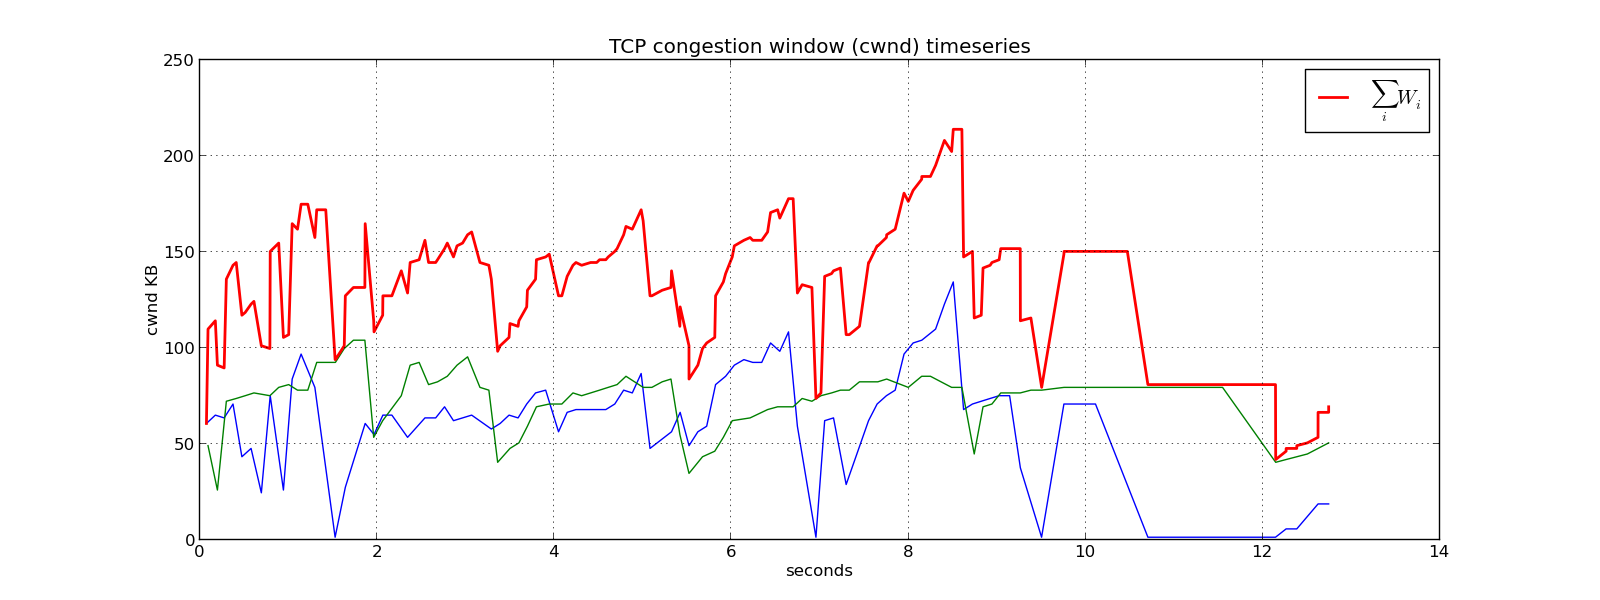 TCP congestion window (cwnd) timeseries
250
200
150
100
50
0
cwnd KB
∑
i
W_i
0 2 4 6 8 10 12 14
seconds